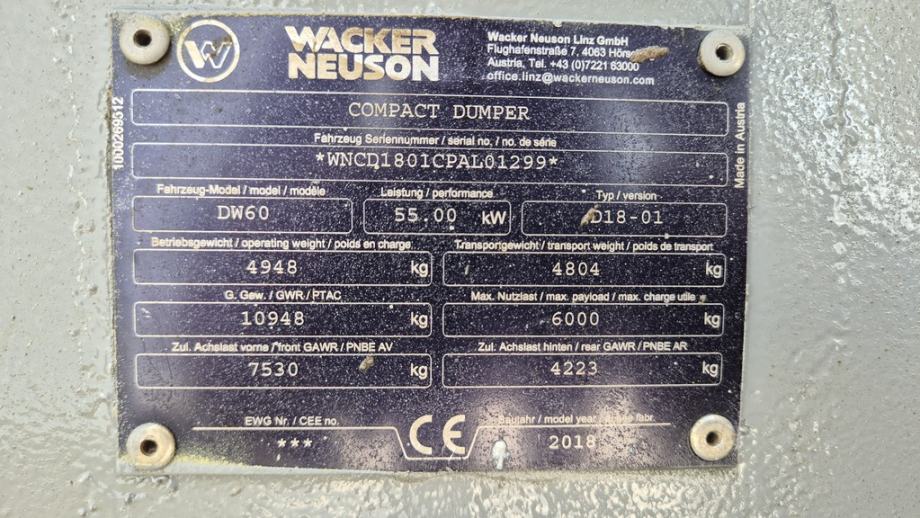 W
WACKER
NEUSON
Wacker Neuson Linz GmbH
Flughafenstraße 7, 4063
Austria, Tel. +43 (0)7221 63000
office.linz@wackerneuson.com
1000269512
Made in Austria
COMPACT DUMPER
Fahrzeug Seriennummer / serial no. / no. de série
*WNCD1801CPAL01299*
Fahrzeug-Model / model / modèle
Leistung / performance
Typ / version
DW60
55.00 kW
D18-01
Betriebsgewicht / operating weight / poids en charge
Transportgewicht / transport weight / poids de transport
4948 kg
4804 kg
G. Gew. / GWR / PTAC
Max. Nutzlast / max. payload / max. charge utile
10948 kg
6000 kg
Zul. Achslast vorne / front GAWR / PNBE AV
Zul. Achslast hinten / rear GAWR / PNBE AR
7530 kg
4223 kg
EWG Nr. / CEE no.
Baujahr / model year / fabr.
***
CE
2018